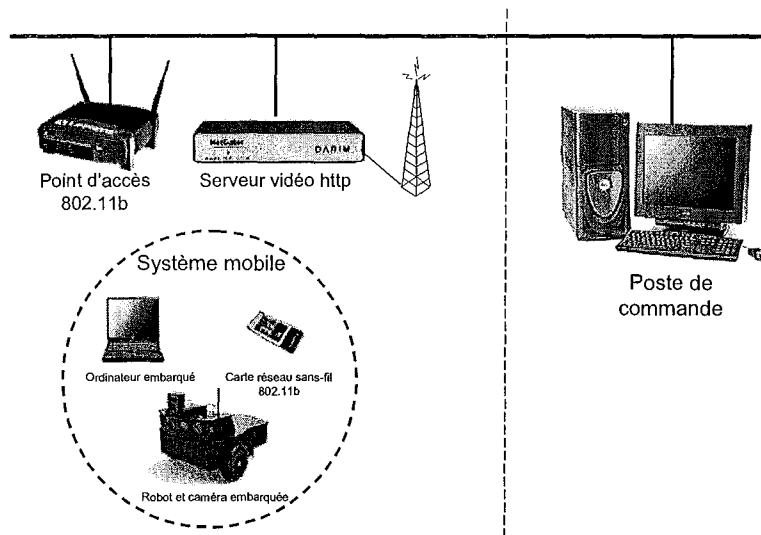 DARIM
Point d'accès
802.11b
Serveur vidéo http
Système mobile
Ordinateur embarqué
Carte réseau sans-fil
802.11b
Robot et caméra embarquée
Poste de
commande